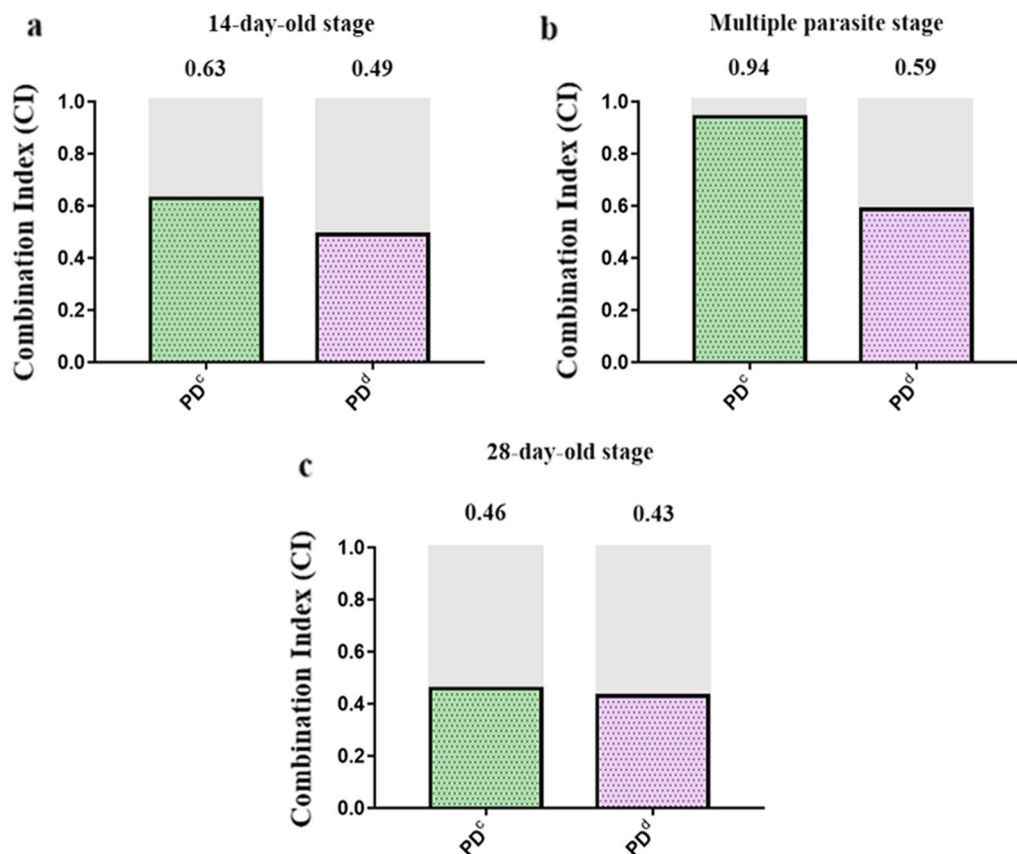 a
14-day-old stage
0.63 0.49
Combination Index (CI)
1.0
0.8
0.6
0.4
0.2
0.0
PDᶜ PDᵈ
b
Multiple parasite stage
0.94 0.59
Combination Index (CI)
1.0
0.8
0.6
0.4
0.2
0.0
PDᶜ PDᵈ
c
28-day-old stage
0.46 0.43
Combination Index (CI)
1.0
0.8
0.6
0.4
0.2
0.0
PDᶜ PDᵈ